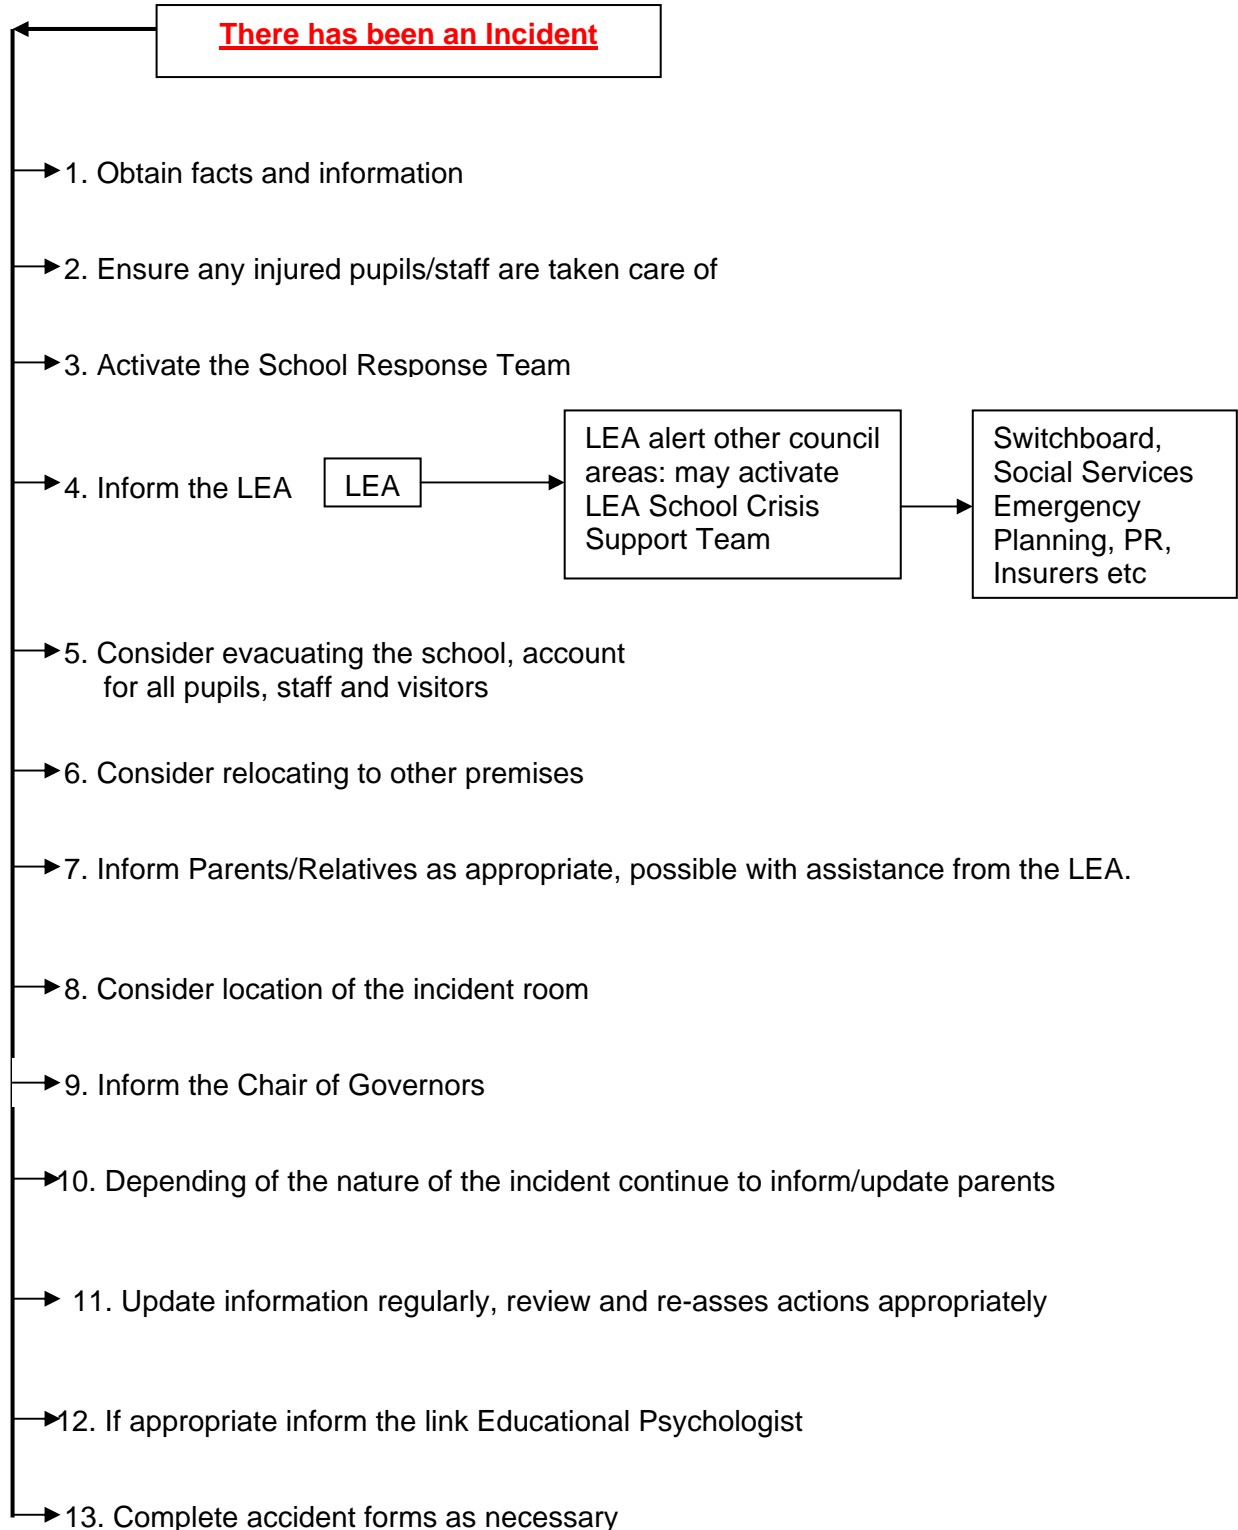 There has been an Incident
1. Obtain facts and information
2. Ensure any injured pupils/staff are taken care of
3. Activate the School Response Team
4. Inform the LEA
LEA
LEA alert other council
areas: may activate
LEA School Crisis
Support Team
Switchboard,
Social Services
Emergency
Planning, PR,
Insurers etc
5. Consider evacuating the school, account
for all pupils, staff and visitors
6. Consider relocating to other premises
7. Inform Parents/Relatives as appropriate, possible with assistance from the LEA.
8. Consider location of the incident room
9. Inform the Chair of Governors
10. Depending of the nature of the incident continue to inform/update parents
11. Update information regularly, review and re-asses actions appropriately
12. If appropriate inform the link Educational Psychologist
13. Complete accident forms as necessary